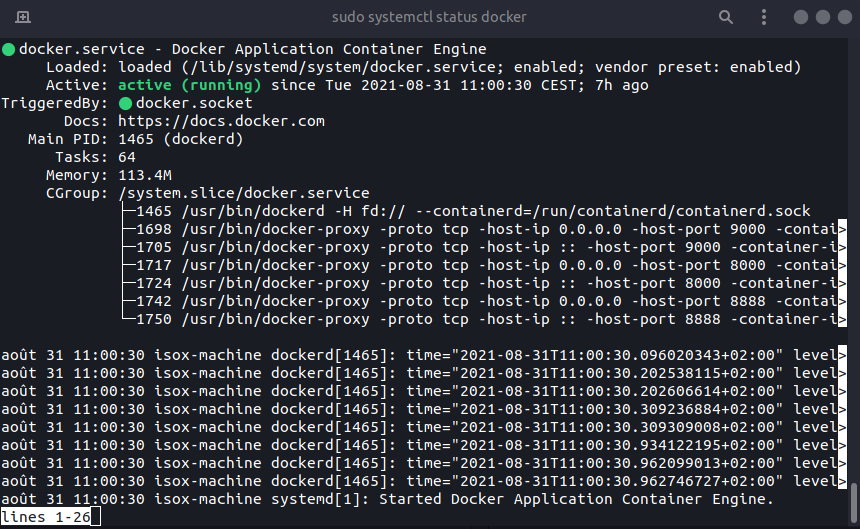 sudo systemctl status docker
docker.service - Docker Application Container Engine
Loaded: loaded (/lib/systemd/system/docker.service; enabled; vendor preset: enabled)
Active: active (running) since Tue 2021-08-31 11:00:30 CEST; 7h ago
TriggeredBy: docker.socket
Docs: https://docs.docker.com
Main PID: 1465 (dockerd)
Tasks: 64
Memory: 113.4M
CGroup: /system.slice/docker.service
├─1465 /usr/bin/dockerd -H fd:// --containerd=/run/containerd/containerd.sock
├─1698 /usr/bin/docker-proxy -proto tcp -host-ip 0.0.0.0 -host-port 9000 -contai>
├─1705 /usr/bin/docker-proxy -proto tcp -host-ip :: -host-port 9000 -container-i>
├─1717 /usr/bin/docker-proxy -proto tcp -host-ip 0.0.0.0 -host-port 8000 -contai>
├─1724 /usr/bin/docker-proxy -proto tcp -host-ip :: -host-port 8000 -container-i>
├─1742 /usr/bin/docker-proxy -proto tcp -host-ip 0.0.0.0 -host-port 8888 -contai>
└─1750 /usr/bin/docker-proxy -proto tcp -host-ip :: -host-port 8888 -container-i>
août 31 11:00:30 isox-machine dockerd[1465]: time="2021-08-31T11:00:30.096020343+02:00" level>
août 31 11:00:30 isox-machine dockerd[1465]: time="2021-08-31T11:00:30.202538115+02:00" level>
août 31 11:00:30 isox-machine dockerd[1465]: time="2021-08-31T11:00:30.202606614+02:00" level>
août 31 11:00:30 isox-machine dockerd[1465]: time="2021-08-31T11:00:30.309236884+02:00" level>
août 31 11:00:30 isox-machine dockerd[1465]: time="2021-08-31T11:00:30.309309008+02:00" level>
août 31 11:00:30 isox-machine dockerd[1465]: time="2021-08-31T11:00:30.934122195+02:00" level>
août 31 11:00:30 isox-machine dockerd[1465]: time="2021-08-31T11:00:30.962099013+02:00" level>
août 31 11:00:30 isox-machine dockerd[1465]: time="2021-08-31T11:00:30.962746727+02:00" level>
août 31 11:00:30 isox-machine systemd[1]: Started Docker Application Container Engine.
lines 1-26